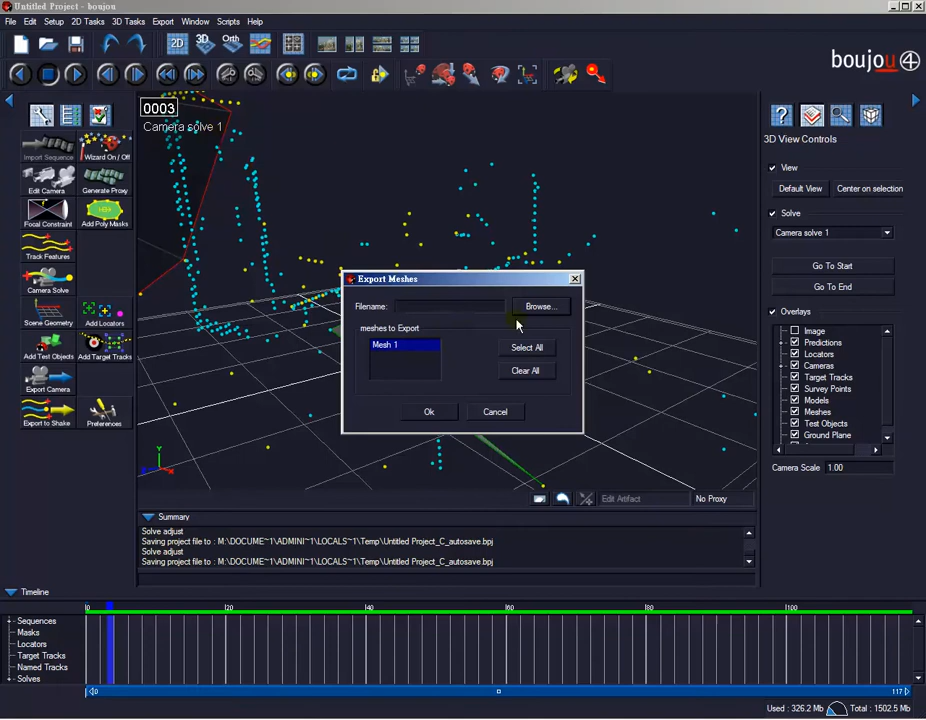 Untitled Project - boujou
File Edit Setup 2D Tasks 3D Tasks Export Window Scripts Help
2D 3D Orth
boujou 4
0003
Camera solve 1
3D View Controls
Import Sequence Wizard On / Off
Edit Camera Generate Proxy
Focal Constraint Add Poly Masks
Track Features
Camera Solve
Scene Geometry Add Locators
Add Test Objects Add Target Tracks
Export Camera
Export to Shake Preferences
View
Default View Center on selection
Solve
Camera solve 1
Go To Start
Go To End
Overlays
Image
Predictions
Locators
Cameras
Target Tracks
Survey Points
Models
Meshes
Test Objects
Ground Plane
Camera Scale 1.00
Export Meshes
Filename: Browse...
meshes to Export
Mesh 1
Select All
Clear All
Ok Cancel
Y
Edit Artifact No Proxy
Summary
Solve adjust
Saving project file to : M:\DOCUME~1\ADMINI~1\LOCALS~1\Temp\Untitled Project_C_autosave.bpj
Solve adjust
Saving project file to : M:\DOCUME~1\ADMINI~1\LOCALS~1\Temp\Untitled Project_C_autosave.bpj
Timeline
0 20 40 60 80 100
Sequences
Masks
Locators
Target Tracks
Named Tracks
Solves
0 117
Used : 326.2 Mb Total : 1502.5 Mb